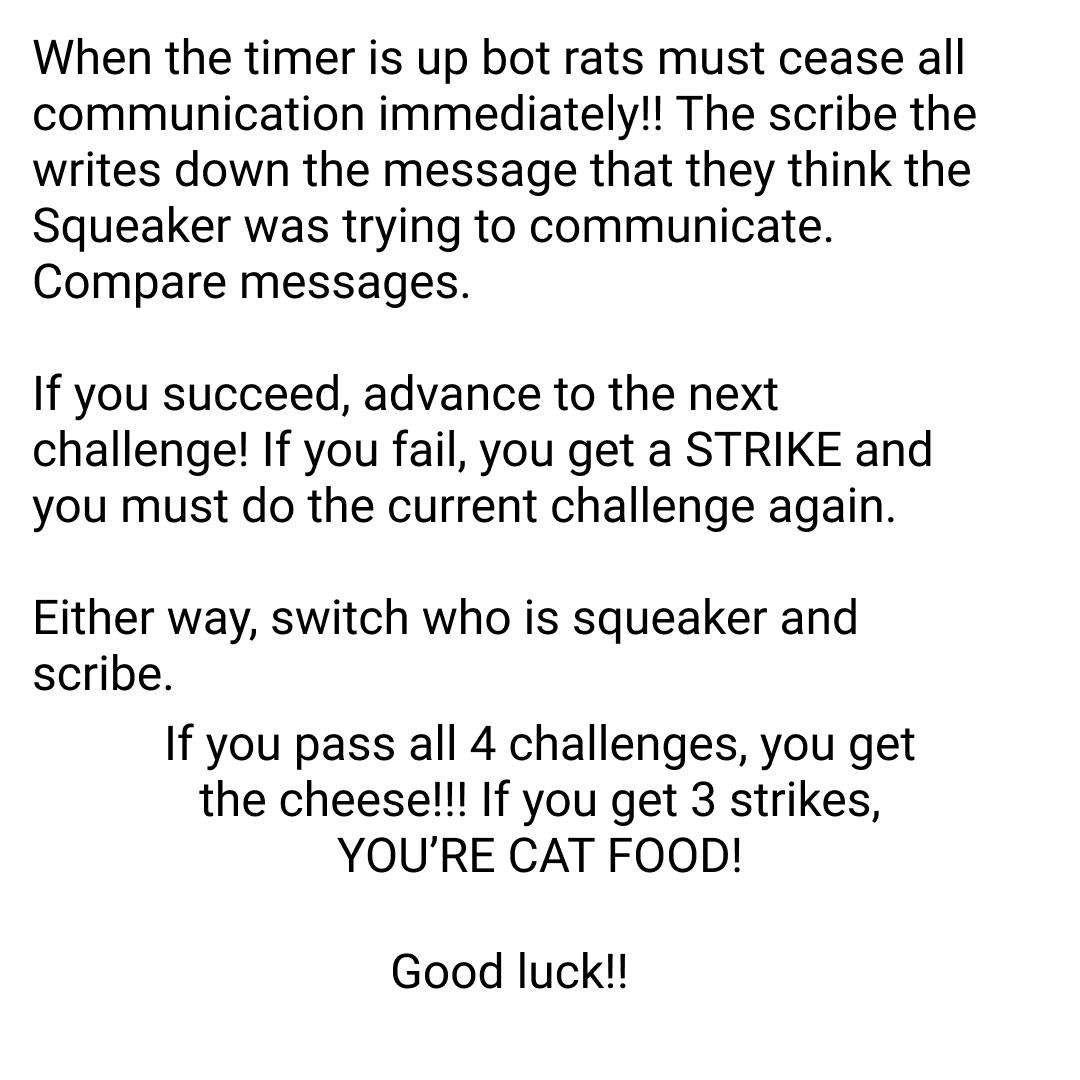 When the timer is up bot rats must cease all
communication immediately!! The scribe the
writes down the message that they think the
Squeaker was trying to communicate.
Compare messages.
If you succeed, advance to the next
challenge! If you fail, you get a STRIKE and
you must do the current challenge again.
Either way, switch who is squeaker and
scribe.
If you pass all 4 challenges, you get
the cheese!!! If you get 3 strikes,
YOU’RE CAT FOOD!
Good luck!!